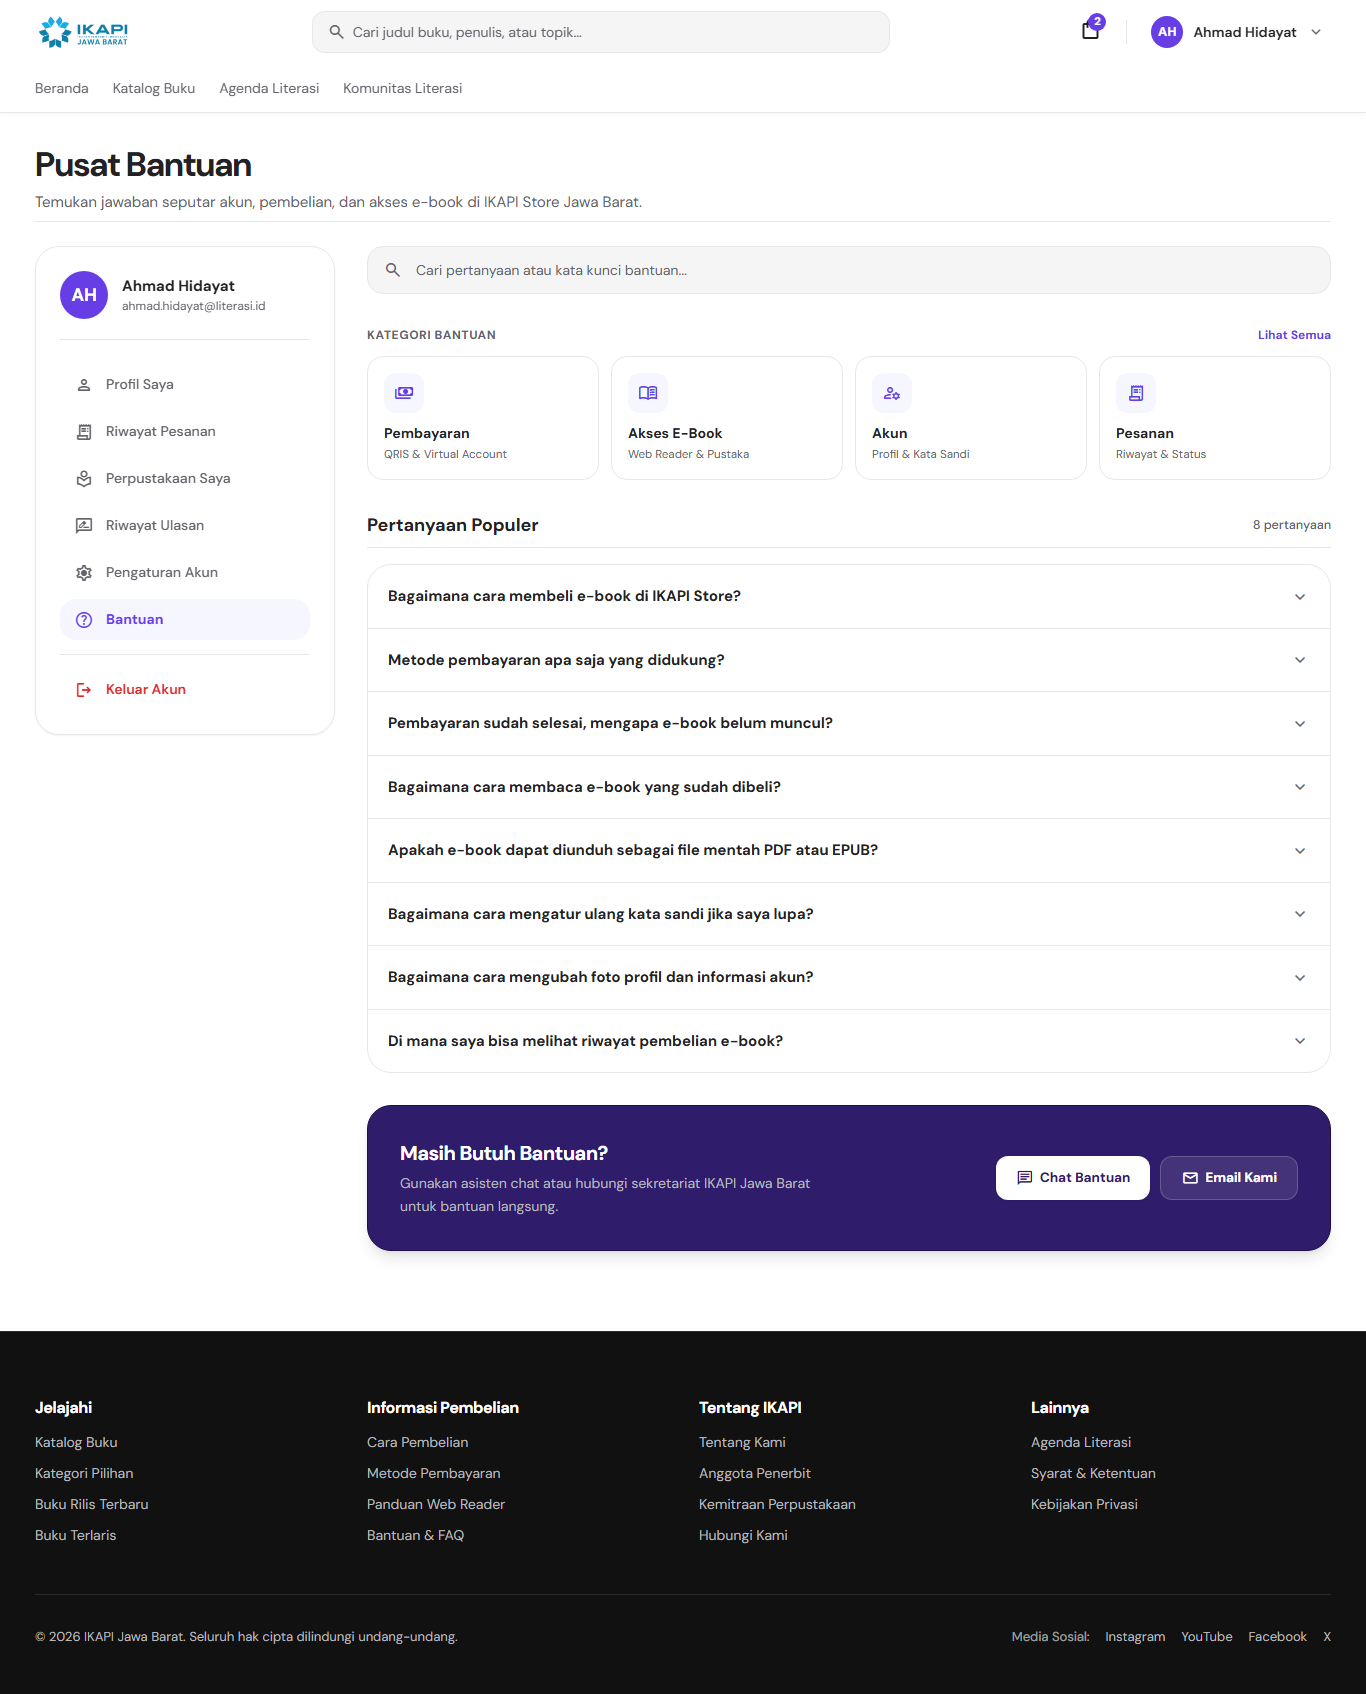 IKAPI
JAWA BARAT
Cari judul buku, penulis, atau topik...
2
AH
Ahmad Hidayat
Beranda
Katalog Buku
Agenda Literasi
Komunitas Literasi
Pusat Bantuan
Temukan jawaban seputar akun, pembelian, dan akses e-book di IKAPI Store Jawa Barat.
AH
Ahmad Hidayat
ahmad.hidayat@literasi.id
Profil Saya
Riwayat Pesanan
Perpustakaan Saya
Riwayat Ulasan
Pengaturan Akun
Bantuan
Keluar Akun
Cari pertanyaan atau kata kunci bantuan...
KATEGORI BANTUAN
Lihat Semua
Pembayaran
QRIS & Virtual Account
Akses E-Book
Web Reader & Pustaka
Akun
Profil & Kata Sandi
Pesanan
Riwayat & Status
Pertanyaan Populer
8 pertanyaan
Bagaimana cara membeli e-book di IKAPI Store?
Metode pembayaran apa saja yang didukung?
Pembayaran sudah selesai, mengapa e-book belum muncul?
Bagaimana cara membaca e-book yang sudah dibeli?
Apakah e-book dapat diunduh sebagai file mentah PDF atau EPUB?
Bagaimana cara mengatur ulang kata sandi jika saya lupa?
Bagaimana cara mengubah foto profil dan informasi akun?
Di mana saya bisa melihat riwayat pembelian e-book?
Masih Butuh Bantuan?
Gunakan asisten chat atau hubungi sekretariat IKAPI Jawa Barat
untuk bantuan langsung.
Chat Bantuan
Email Kami
Jelajahi
Katalog Buku
Kategori Pilihan
Buku Rilis Terbaru
Buku Terlaris
Informasi Pembelian
Cara Pembelian
Metode Pembayaran
Panduan Web Reader
Bantuan & FAQ
Tentang IKAPI
Tentang Kami
Anggota Penerbit
Kemitraan Perpustakaan
Hubungi Kami
Lainnya
Agenda Literasi
Syarat & Ketentuan
Kebijakan Privasi
© 2026 IKAPI Jawa Barat. Seluruh hak cipta dilindungi undang-undang.
Media Sosial:
Instagram
YouTube
Facebook
X